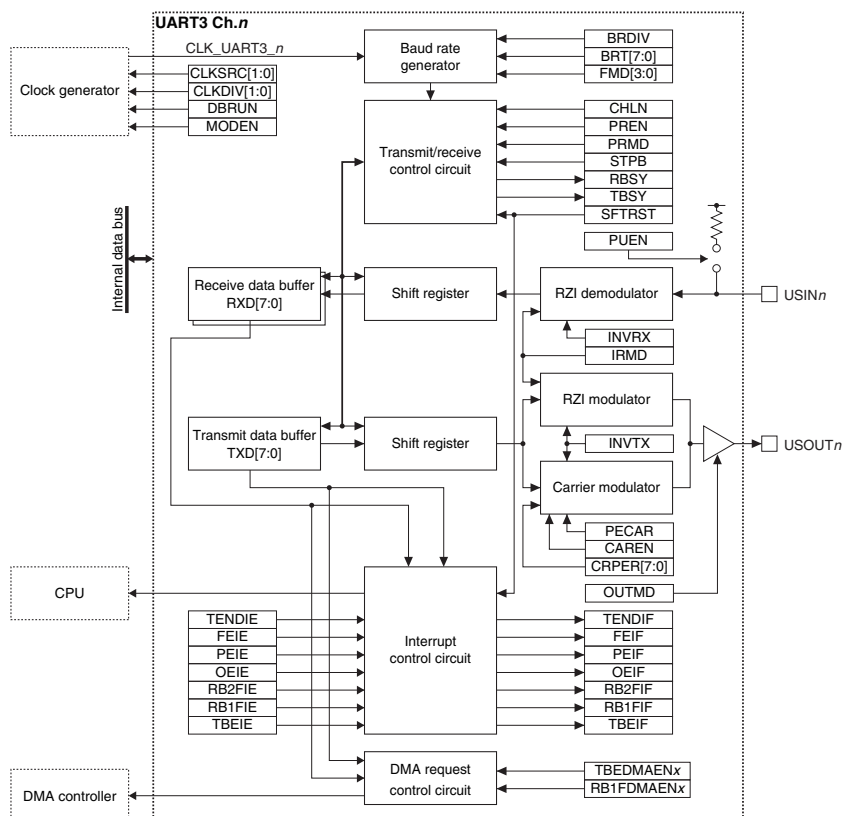 UART3 Ch.n
CLK_UART3_n
Clock generator
CLKSRC[1:0]
CLKDIV[1:0]
DBRUN
MODEN
Baud rate
generator
BRDIV
BRT[7:0]
FMD[3:0]
Transmit/receive
control circuit
CHLN
PREN
PRMD
STPB
RBSY
TBSY
SFTRST
PUEN
Internal data bus
Receive data buffer
RXD[7:0]
Shift register
RZI demodulator
USINn
INVRX
IRMD
RZI modulator
Transmit data buffer
TXD[7:0]
Shift register
INVTX
USOUTn
Carrier modulator
PECAR
CAREN
CRPER[7:0]
OUTMD
CPU
Interrupt
control circuit
TENDIE
FEIE
PEIE
OEIE
RB2FIE
RB1FIE
TBEIE
TENDIF
FEIF
PEIF
OEIF
RB2FIF
RB1FIF
TBEIF
DMA request
control circuit
TBEDMAENx
RB1FDMAENx
DMA controller